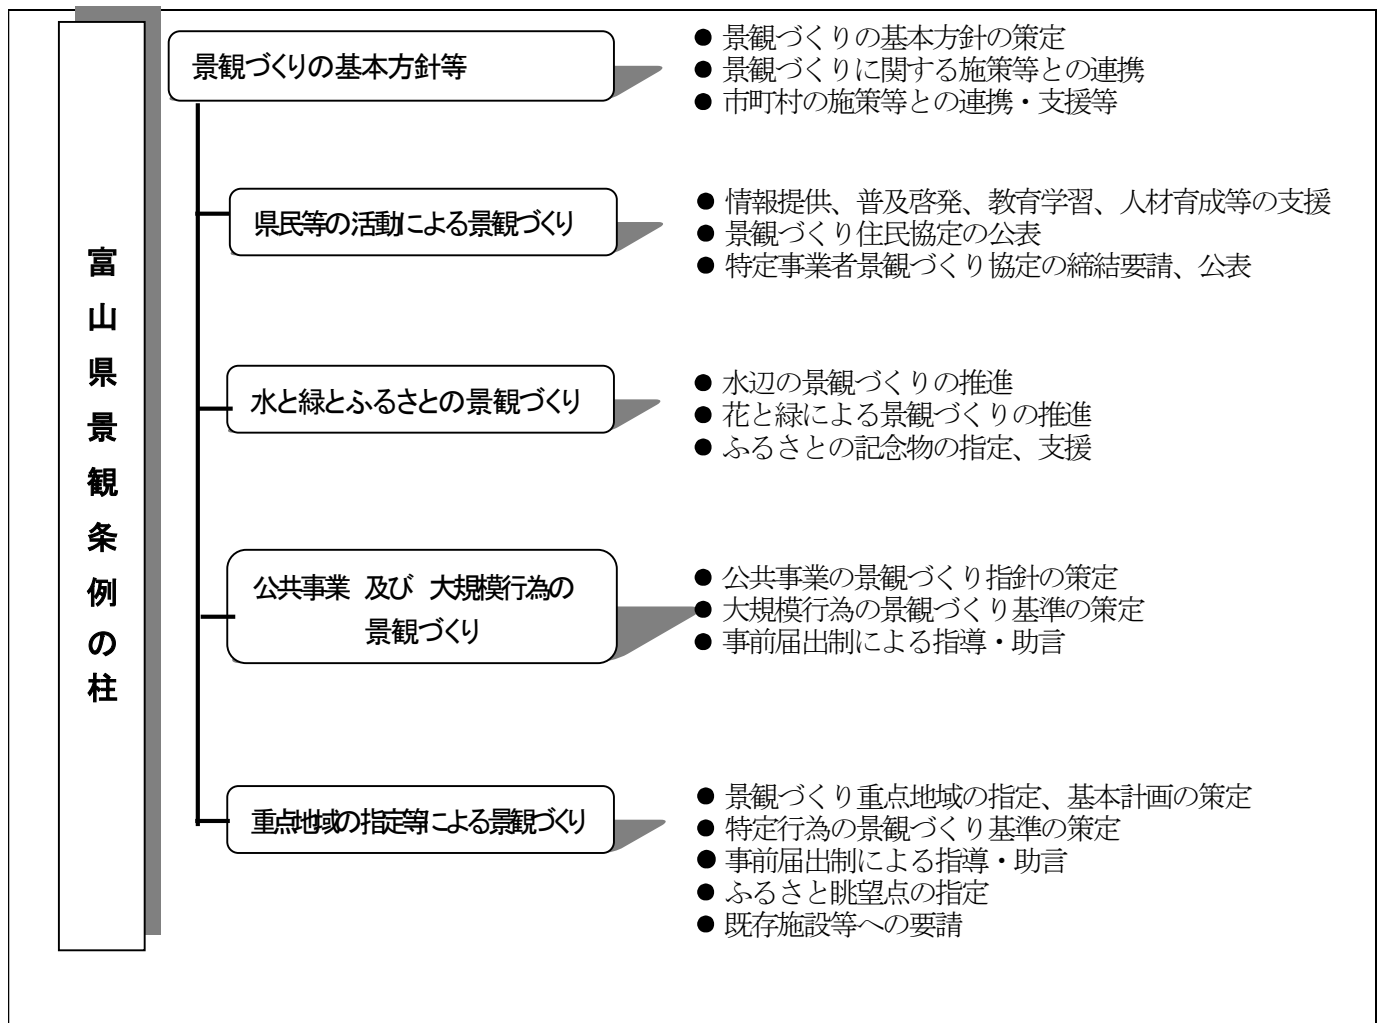 富山県景観条例の柱
景観づくりの基本方針等
● 景観づくりの基本方針の策定
● 景観づくりに関する施策等との連携
● 市町村の施策等との連携・支援等
県民等の活動による景観づくり
● 情報提供、普及啓発、教育学習、人材育成等の支援
● 景観づくり住民協定の公表
● 特定事業者景観づくり協定の締結要請、公表
水と緑とふるさとの景観づくり
● 水辺の景観づくりの推進
● 花と緑による景観づくりの推進
● ふるさとの記念物の指定、支援
公共事業 及び 大規模行為の
景観づくり
● 公共事業の景観づくり指針の策定
● 大規模行為の景観づくり基準の策定
● 事前届出制による指導・助言
重点地域の指定等による景観づくり
● 景観づくり重点地域の指定、基本計画の策定
● 特定行為の景観づくり基準の策定
● 事前届出制による指導・助言
● ふるさと眺望点の指定
● 既存施設等への要請